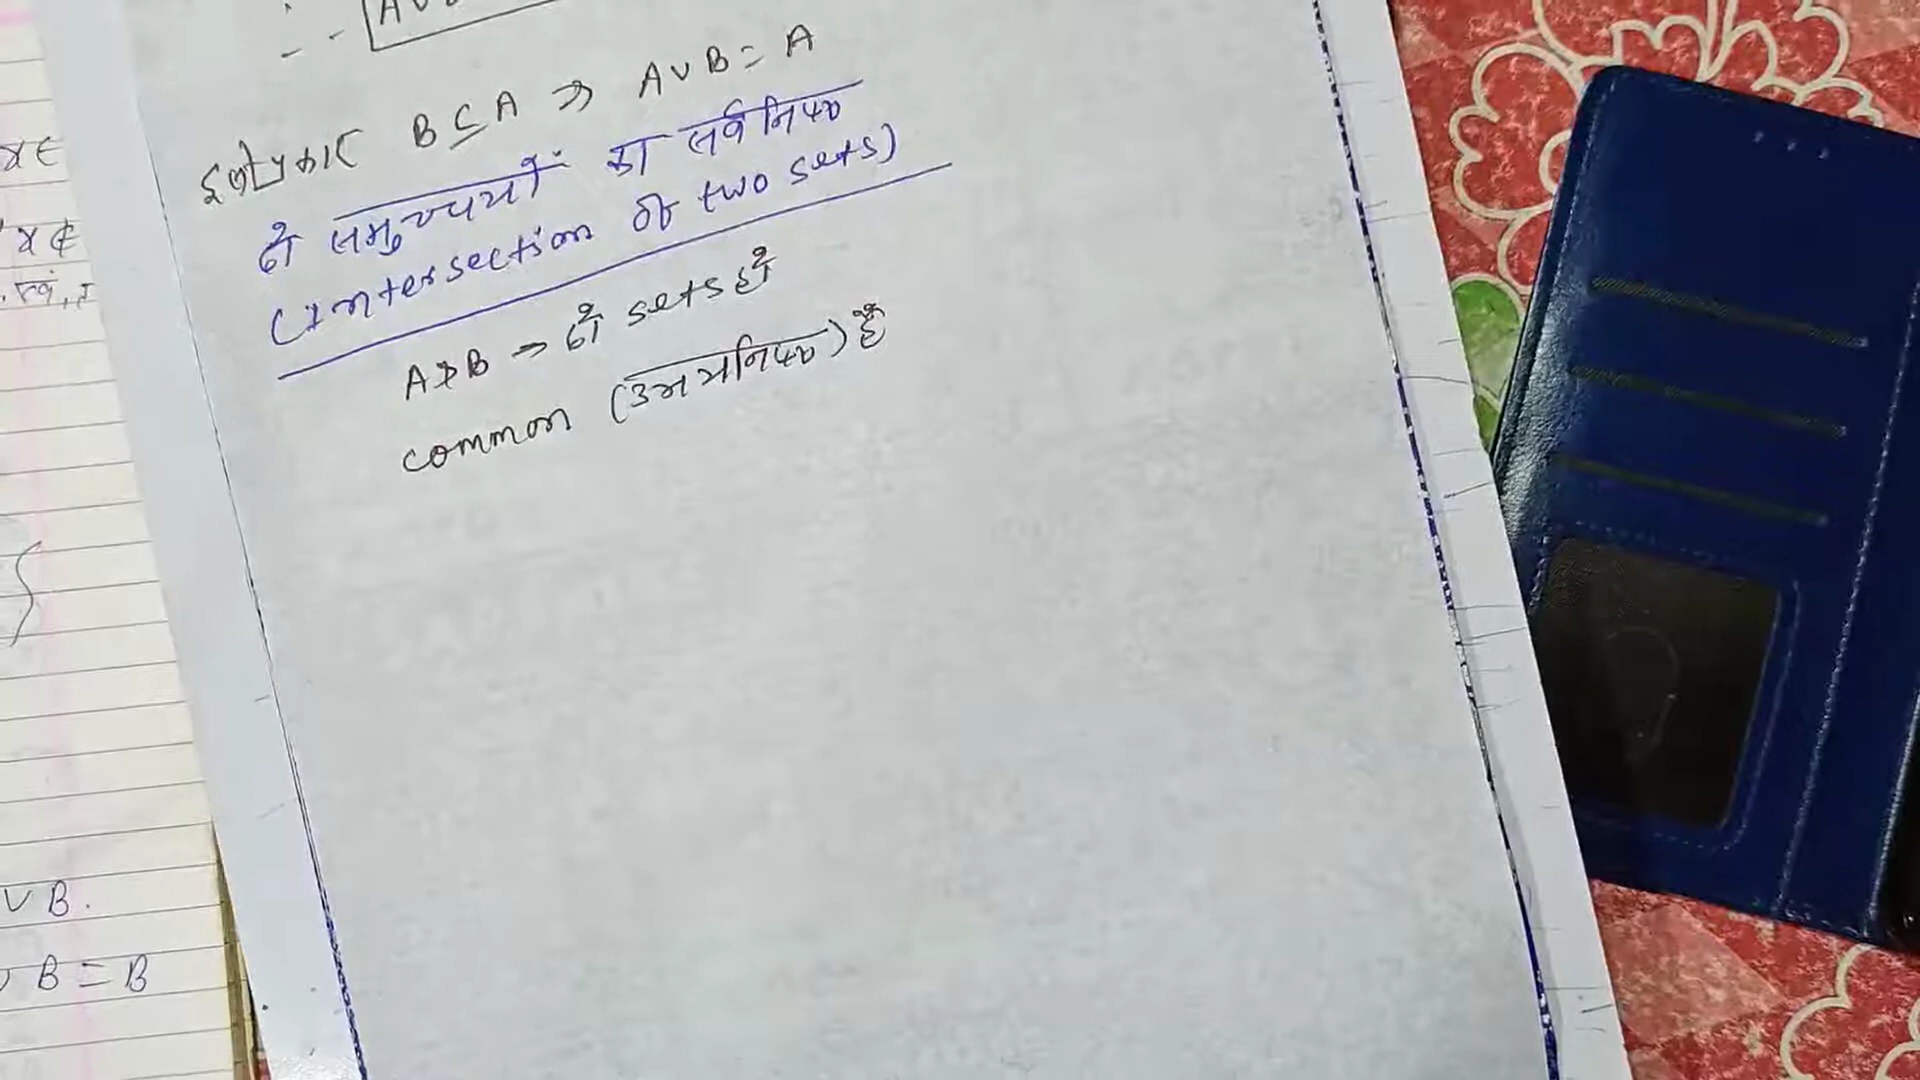 A∪
इसी प्रकार B⊆A ⇒ A∪B = A
दो समुच्चयों का सर्वनिष्ठ
(Intersection of two sets)
A & B → दो sets हो
common (उभयनिष्ठ) हैं
x∈
x∉
∪ B.
∪ B = B